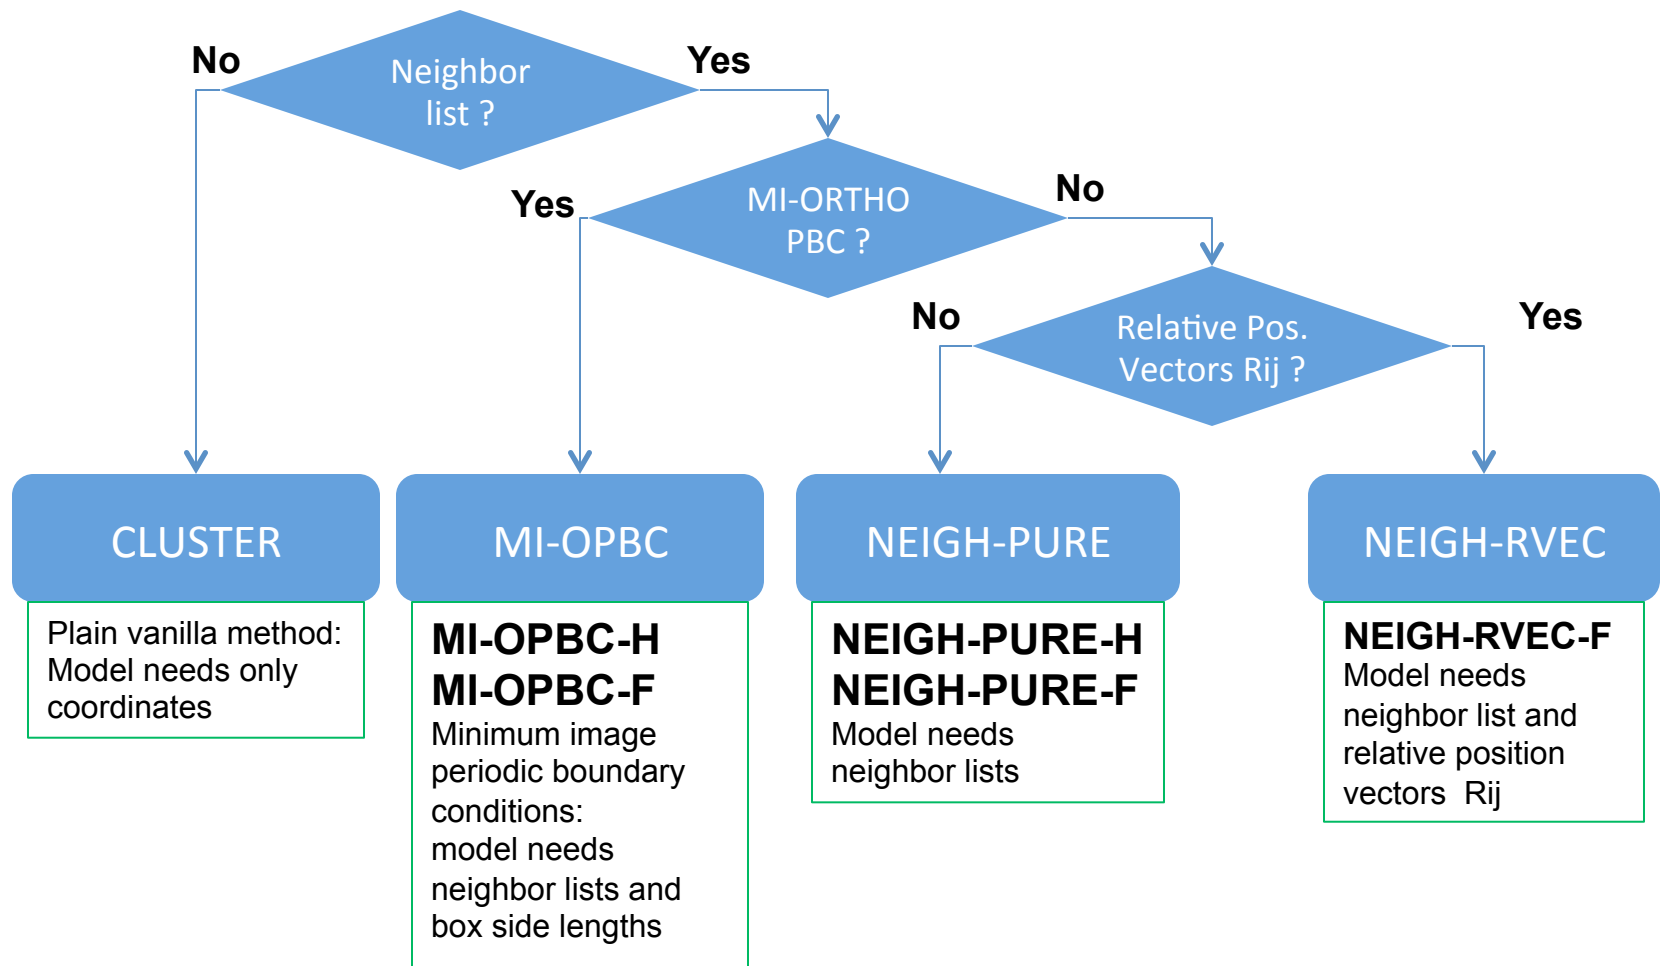 No
Yes
Neighbor
list ?
Yes
No
MI-ORTHO
PBC ?
No
Yes
Relative Pos.
Vectors Rij ?
CLUSTER
MI-OPBC
NEIGH-PURE
NEIGH-RVEC
Plain vanilla method:
Model needs only
coordinates
MI-OPBC-H
MI-OPBC-F
Minimum image
periodic boundary
conditions:
model needs
neighbor lists and
box side lengths
NEIGH-PURE-H
NEIGH-PURE-F
Model needs
neighbor lists
NEIGH-RVEC-F
Model needs
neighbor list and
relative position
vectors Rij